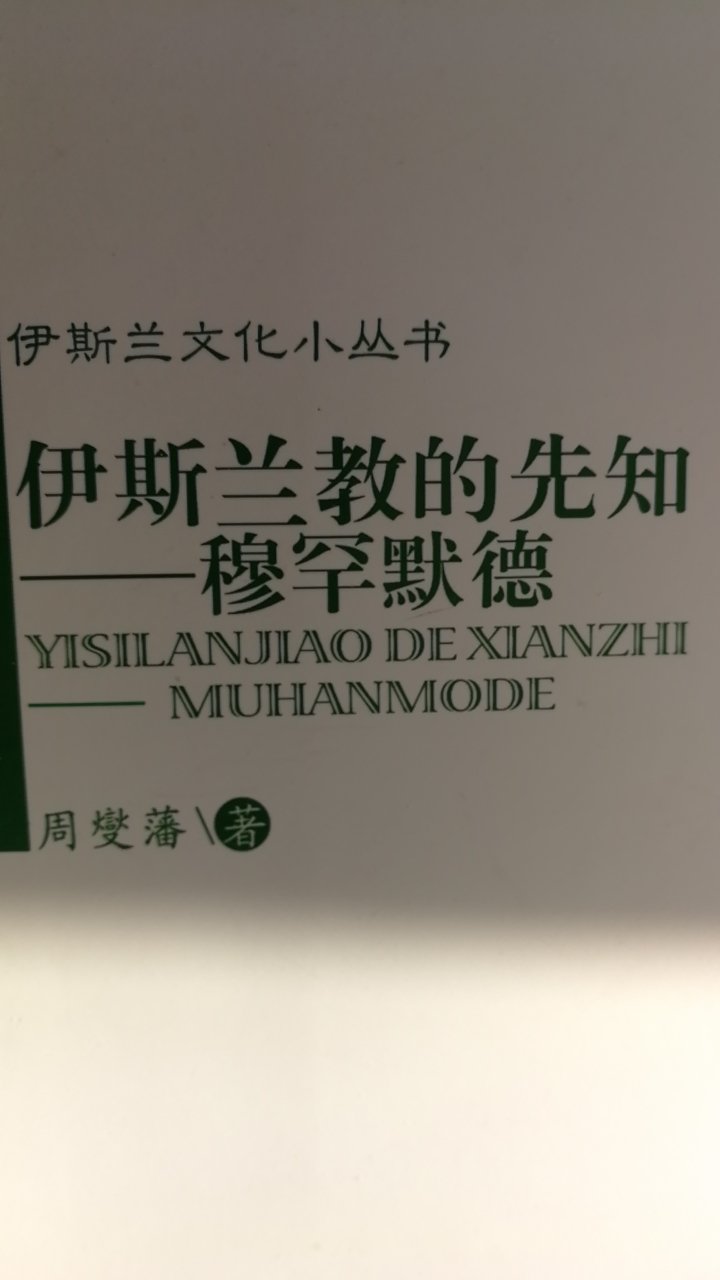 伊斯兰文化小丛书
伊斯兰教的先知
——穆罕默德
YISILANJIAO DE XIANZHI
—— MUHANMODE
周燮藩\著